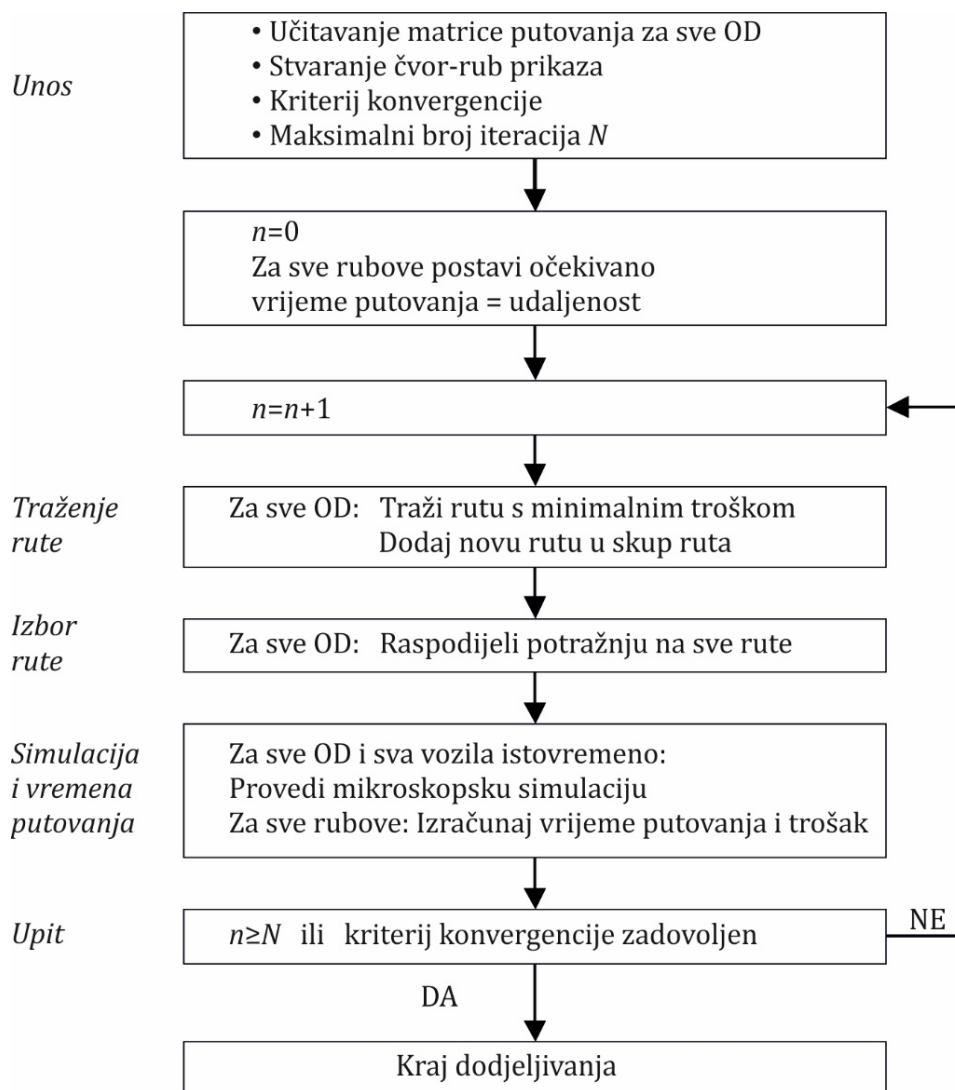 Unos
• Učitavanje matrice putovanja za sve OD
• Stvaranje čvor-rub prikaza
• Kriterij konvergencije
• Maksimalni broj iteracija N
n=0
Za sve rubove postavi očekivano
vrijeme putovanja = udaljenost
n=n+1
Traženje
rute
Za sve OD: Traži rutu s minimalnim troškom
Dodaj novu rutu u skup ruta
Izbor
rute
Za sve OD: Raspodijeli potražnju na sve rute
Simulacija
i vremena
putovanja
Za sve OD i sva vozila istovremeno:
Provedi mikroskopsku simulaciju
Za sve rubove: Izračunaj vrijeme putovanja i trošak
Upit
n≥N ili kriterij konvergencije zadovoljen
NE
DA
Kraj dodjeljivanja